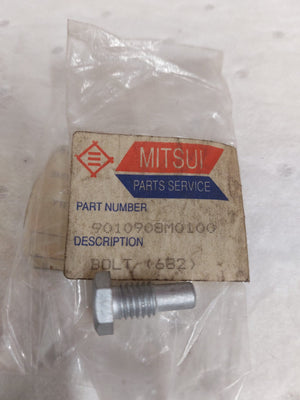 MITSUI
PARTS SERVICE
PART NUMBER
9010908M0100
DESCRIPTION
BOLT (6B2)